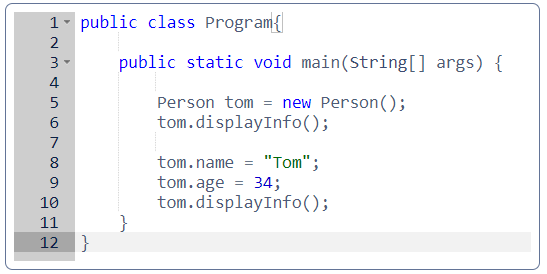 1 public class Program{
2
3     public static void main(String[] args) {
4
5         Person tom = new Person();
6         tom.displayInfo();
7
8         tom.name = "Tom";
9         tom.age = 34;
10         tom.displayInfo();
11     }
12 }